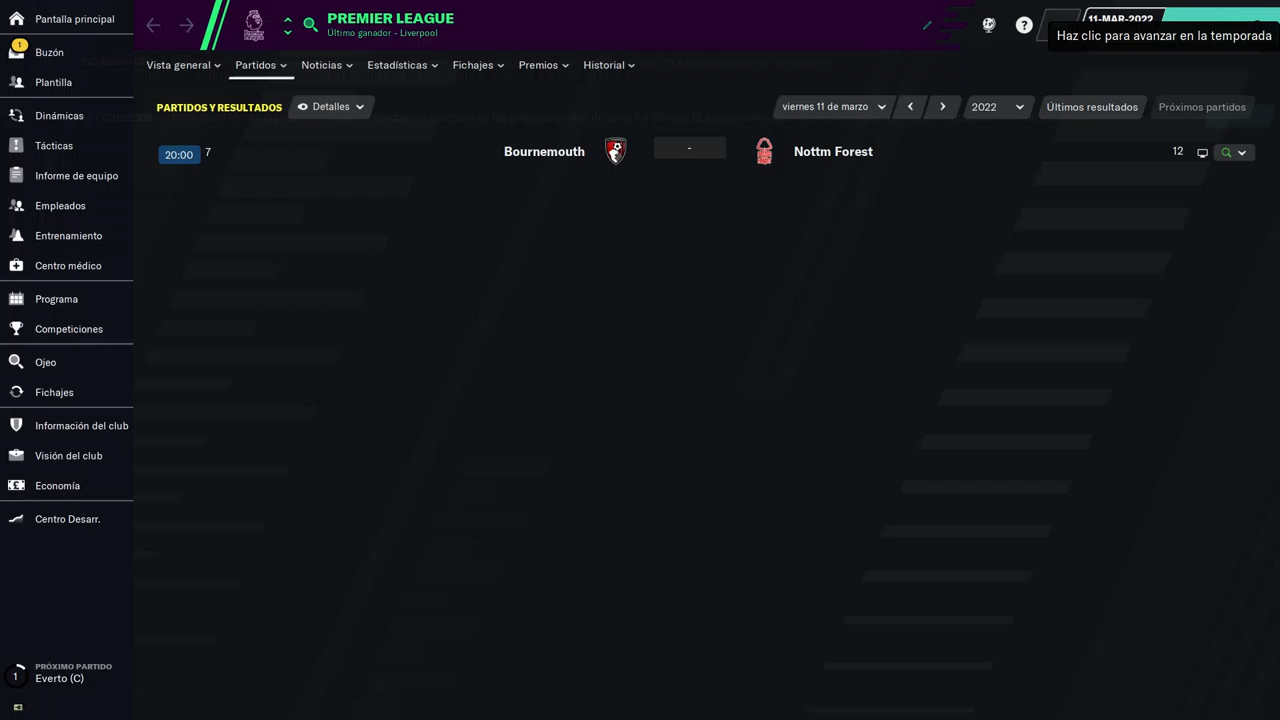 PREMIER LEAGUE
Último ganador - Liverpool
11-MAR-2022
Haz clic para avanzar en la temporada
Pantalla principal
1
Buzón
Plantilla
Dinámicas
Tácticas
Informe de equipo
Empleados
Entrenamiento
Centro médico
Programa
Competiciones
Ojeo
Fichajes
Información del club
Visión del club
Economía
Centro Desarr.
PRÓXIMO PARTIDO
1
Everto (C)
Vista general
Partidos
Noticias
Estadísticas
Fichajes
Premios
Historial
PARTIDOS Y RESULTADOS
Detalles
viernes 11 de marzo
2022
Últimos resultados
Próximos partidos
20:00 7 Bournemouth - Nottm Forest 12